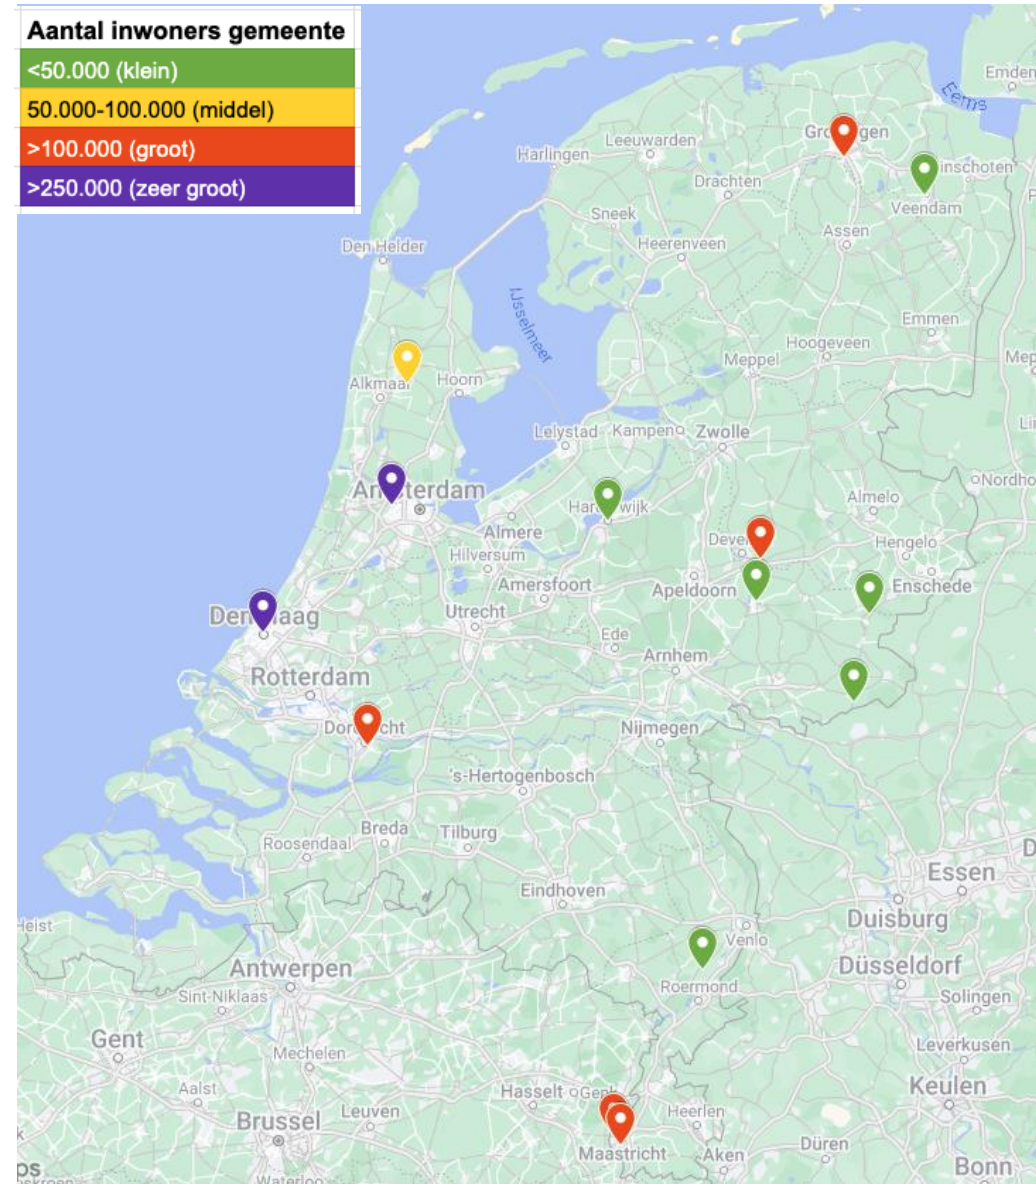 Aantal inwoners gemeente
<50.000 (klein)
50.000-100.000 (middel)
>100.000 (groot)
>250.000 (zeer groot)
Emden
Eems
Leeuwarden
Harlingen
Drachten
Veendam
Sneek
Assen
Den Helder
Heerenveen
IJsselmeer
Emmen
Hoogeveen
Meppel
Mep
Alkmaar
Hoorn
Lelystad
Kampen
Zwolle
Nordho
Almelo
Almere
Hengelo
Hilversum
Amersfoort
Apeldoorn
Enschede
Utrecht
Ede
Arnhem
Rotterdam
Nijmegen
's-Hertogenbosch
Breda
Tilburg
Roosendaal
Essen
Eindhoven
Duisburg
Venlo
Antwerpen
Düsseldorf
Sint-Niklaas
Roermond
Solingen
Gent
Mechelen
Leverkusen
Aalst
Hasselt
Genk
Keulen
Brussel
Leuven
Heerlen
Maastricht
Aken
Düren
Bonn